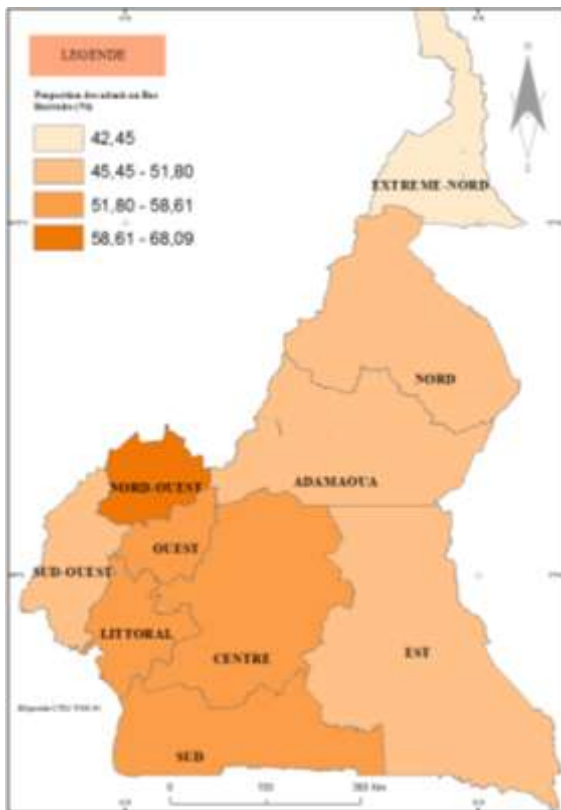 LEGENDE
42,45
45,45 - 51,80
51,80 - 58,61
58,61 - 68,09
EXTREME-NORD
NORD
ADAMAOUA
NORD-OUEST
OUEST
SUD-OUEST
LITTORAL
CENTRE
EST
SUD
0